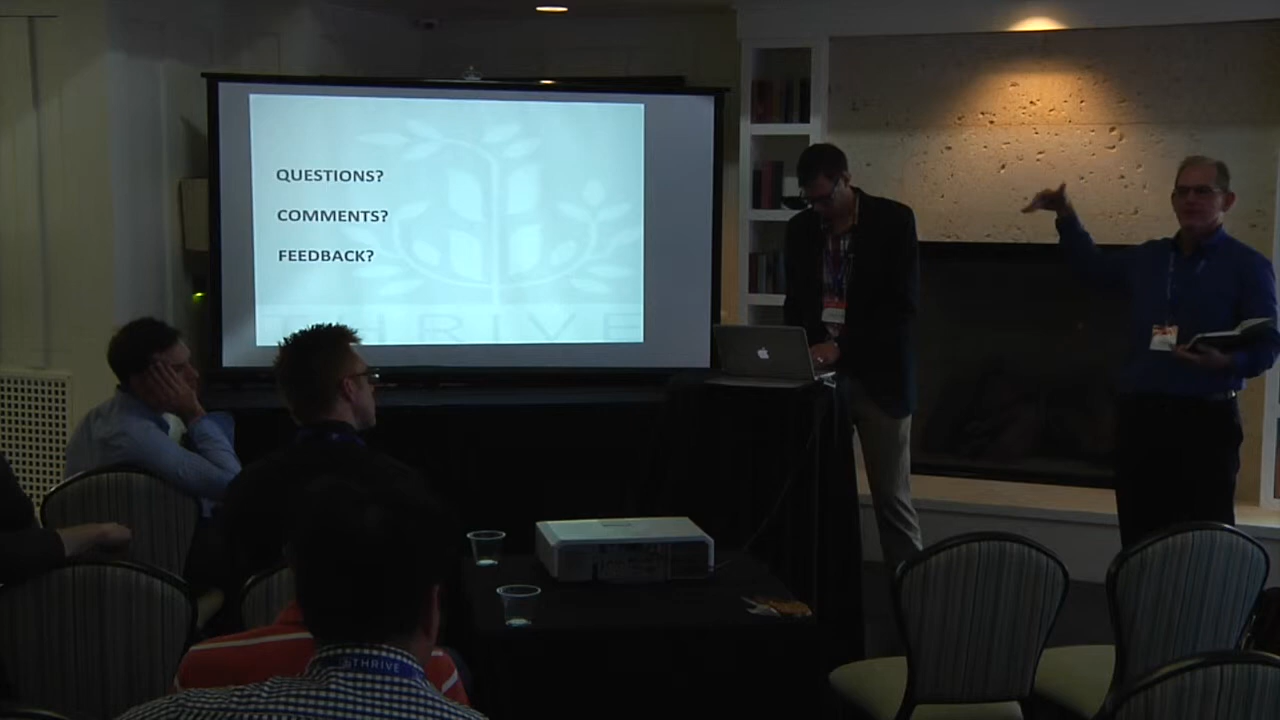 QUESTIONS?
COMMENTS?
FEEDBACK?
THRIVE
THRIVE